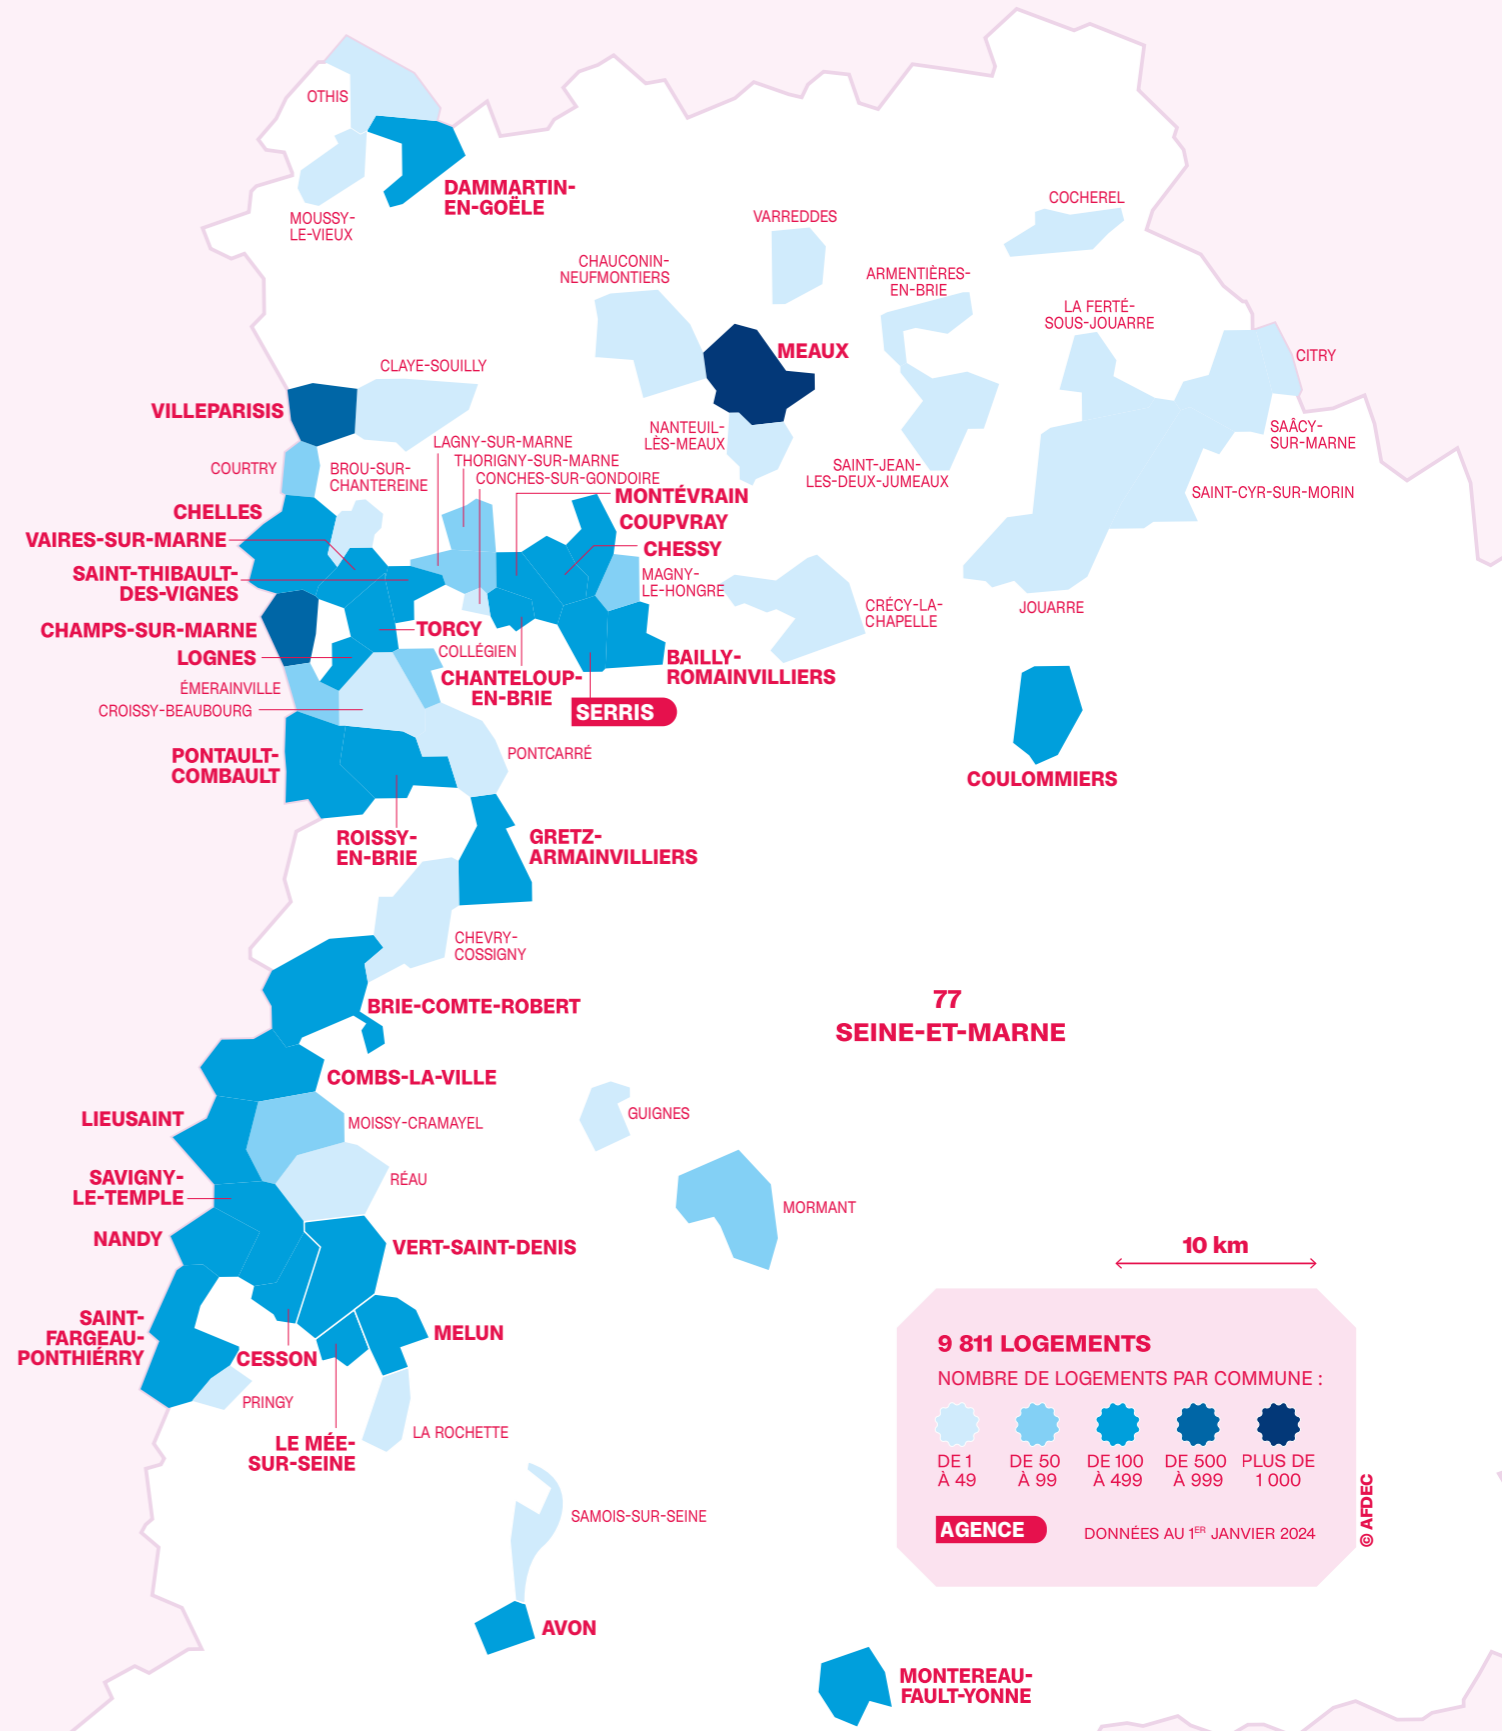 OTHIS
DAMMARTIN-
EN-GOËLE
MOUSSY-
LE-VIEUX
COCHEREL
VARREDDES
CHAUCONIN-
NEUFMONTIERS
ARMENTIÈRES-
EN-BRIE
LA FERTÉ-
SOUS-JOUARRE
MEAUX
CITRY
CLAYE-SOUILLY
VILLEPARISIS
NANTEUIL-
LÈS-MEAUX
SAÂCY-
SUR-MARNE
LAGNY-SUR-MARNE
THORIGNY-SUR-MARNE
CONCHES-SUR-GONDOIRE
COURTRY
BROU-SUR-
CHANTEREINE
SAINT-JEAN-
LES-DEUX-JUMEAUX
SAINT-CYR-SUR-MORIN
MONTÉVRAIN
CHELLES
COUPVRAY
VAIRES-SUR-MARNE
CHESSY
SAINT-THIBAULT-
DES-VIGNES
MAGNY-
LE-HONGRE
CRÉCY-LA-
CHAPELLE
JOUARRE
CHAMPS-SUR-MARNE
TORCY
COLLÉGIEN
LOGNES
BAILLY-
ROMAINVILLIERS
CHANTELOUP-
EN-BRIE
ÉMERAINVILLE
CROISSY-BEAUBOURG
SERRIS
PONTAULT-
COMBAULT
PONTCARRÉ
COULOMMIERS
ROISSY-
EN-BRIE
GRETZ-
ARMAINVILLIERS
CHEVRY-
COSSIGNY
BRIE-COMTE-ROBERT
77
SEINE-ET-MARNE
COMBS-LA-VILLE
LIEUSAINT
MOISSY-CRAMAYEL
GUIGNES
SAVIGNY-
LE-TEMPLE
RÉAU
MORMANT
NANDY
VERT-SAINT-DENIS
10 km
SAINT-
FARGEAU-
PONTHIÉRRY
CESSON
MELUN
PRINGY
LA ROCHETTE
LE MÉE-
SUR-SEINE
9 811 LOGEMENTS
NOMBRE DE LOGEMENTS PAR COMMUNE :
DE 1
À 49
DE 50
À 99
DE 100
À 499
DE 500
À 999
PLUS DE
1 000
AGENCE
DONNÉES AU 1ER JANVIER 2024
© AFDEC
SAMOIS-SUR-SEINE
AVON
MONTEREAU-
FAULT-YONNE